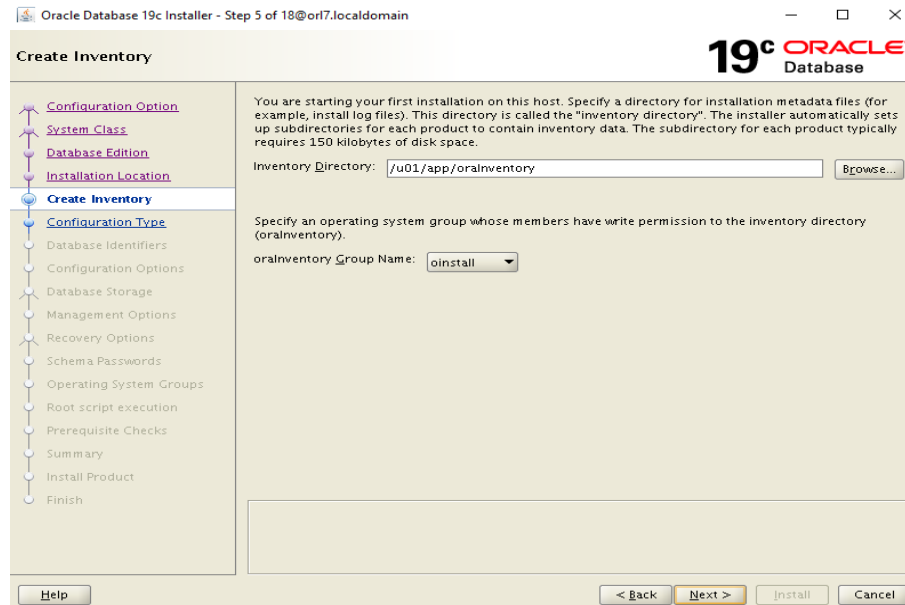 Oracle Database 19c Installer - Step 5 of 18@orl7.localdomain
Create Inventory
19c ORACLE
Database
Configuration Option
System Class
Database Edition
Installation Location
Create Inventory
Configuration Type
Database Identifiers
Configuration Options
Database Storage
Management Options
Recovery Options
Schema Passwords
Operating System Groups
Root script execution
Prerequisite Checks
Summary
Install Product
Finish
You are starting your first installation on this host. Specify a directory for installation metadata files (for
example, install log files). This directory is called the "inventory directory". The installer automatically sets
up subdirectories for each product to contain inventory data. The subdirectory for each product typically
requires 150 kilobytes of disk space.
Inventory Directory: /u01/app/oraInventory Browse...
Specify an operating system group whose members have write permission to the inventory directory
(oraInventory).
oraInventory Group Name: oinstall
Help < Back Next > Install Cancel